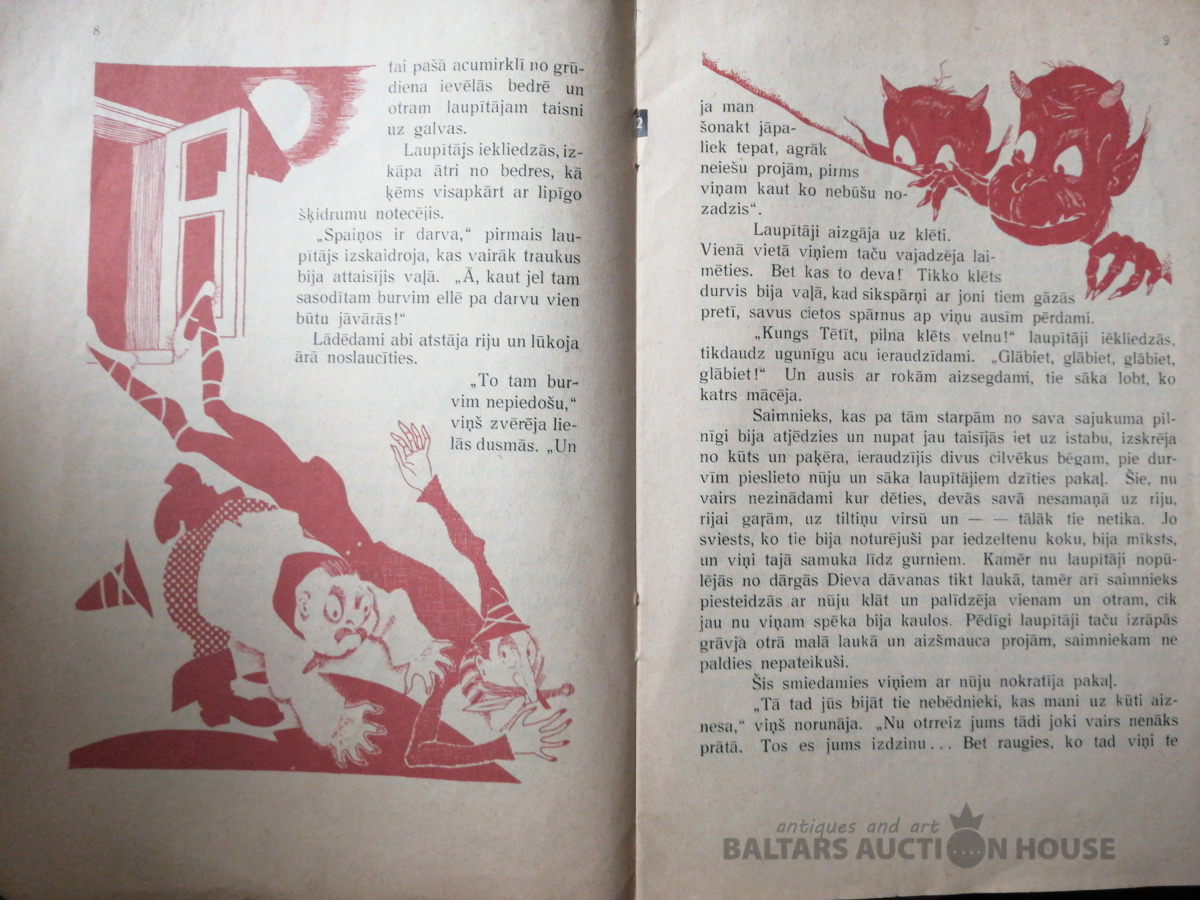 8
tai pašā acumirklī no grū-
diena ievēlās bedrē un
otram laupītājam taisni
uz galvas.
Laupītājs iekliedzās, iz-
kāpa ātri no bedres, kā
ķēms visapkārt ar lipīgo
šķidrumu notecējis.
„Spaiņos ir darva,“ pirmais lau-
pītājs izskaidroja, kas vairāk traukus
bija attaisījis vaļā. „Ā, kaut jel tam
sasodītam burvim ellē pa darvu vien
būtu jāvārās!“
Lādēdami abi atstāja riju un lūkoja
ārā noslaucīties.
„To tam bur-
vim nepiedošu,“
viņš zvērēja lie-
lās dusmās. „Un
9
2
ja man
šonakt jāpa-
liek tepat, agrāk
neiešu projām, pirms
viņam kaut ko nebūšu no-
zadzis“.
Laupītāji aizgāja uz klēti.
Vienā vietā viņiem taču vajadzēja lai-
mēties. Bet kas to deva! Tikko klēts
durvis bija vaļā, kad sikspārņi ar joni tiem gāzās
pretī, savus cietos spārnus ap viņu ausīm pērdami.
„Kungs Tētīt, pilna klēts velnu!“ laupītāji iekliedzās,
tikdaudz ugunīgu acu ieraudzīdami. „Glābiet, glābiet, glābiet,
glābiet!“ Un ausis ar rokām aizsegdami, tie sāka lobt, ko
katrs mācēja.
Saimnieks, kas pa tām starpām no sava sajukuma pil-
nīgi bija atjēdzies un nupat jau taisījās iet uz istabu, izskrēja
no kūts un paķēra, ieraudzījis divus cilvēkus bēgam, pie dur-
vīm pieslieto nūju un sāka laupītājiem dzīties pakaļ. Šie, nu
vairs nezinādami kur dēties, devās savā nesamaņā uz riju,
rijai gaŗām, uz tiltiņu virsū un — — tālāk tie netika. Jo
sviests, ko tie bija noturējuši par iedzeltenu koku, bija mīksts,
un viņi tajā samuka līdz gurniem. Kamēr nu laupītāji nopū-
lējās no dārgās Dieva dāvanas tikt laukā, tamēr arī saimnieks
piesteidzās ar nūju klāt un palīdzēja vienam un otram, cik
jau nu viņam spēka bija kaulos. Pēdīgi laupītāji taču izrāpās
grāvja otrā malā laukā un aizšmauca projām, saimniekam ne
paldies nepateikuši.
Šis smiedamies viņiem ar nūju nokratīja pakaļ.
„Tā tad jūs bijāt tie nebēdnieki, kas mani uz kūti aiz-
nesa,“ viņš norunāja. „Nu otrreiz jums tādi joki vairs nenāks
prātā. Tos es jums izdzinu... Bet raugies, ko tad viņi te
antiques and art
BALTARS AUCTION HOUSE